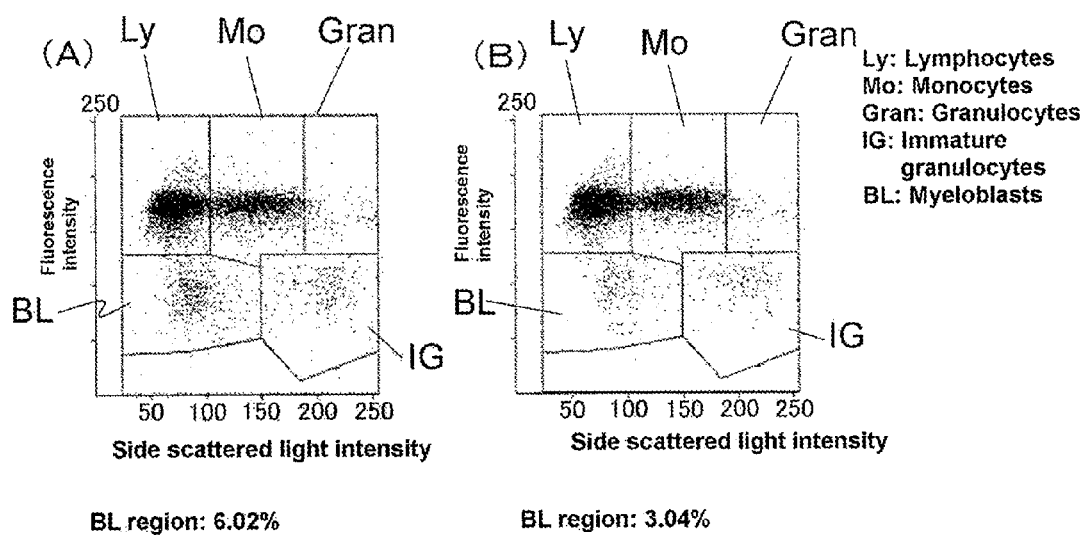 (A)
Ly Mo Gran
250
Fluorescence
intensity
BL
IG
50 100 150 200 250
Side scattered light intensity
BL region: 6.02%
(B)
Ly Mo Gran
250
Fluorescence
intensity
BL
IG
50 100 150 200 250
Side scattered light intensity
BL region: 3.04%
Ly: Lymphocytes
Mo: Monocytes
Gran: Granulocytes
IG: Immature
granulocytes
BL: Myeloblasts